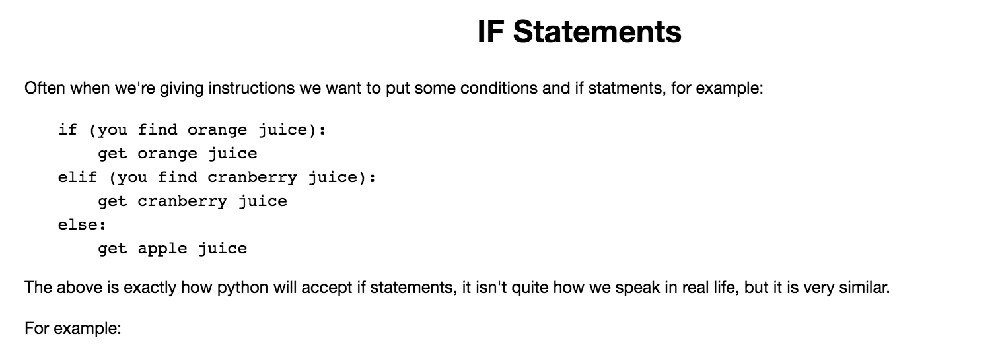 IF Statements
Often when we're giving instructions we want to put some conditions and if statments, for example:
if (you find orange juice):
    get orange juice
elif (you find cranberry juice):
    get cranberry juice
else:
    get apple juice
The above is exactly how python will accept if statements, it isn't quite how we speak in real life, but it is very similar.
For example: